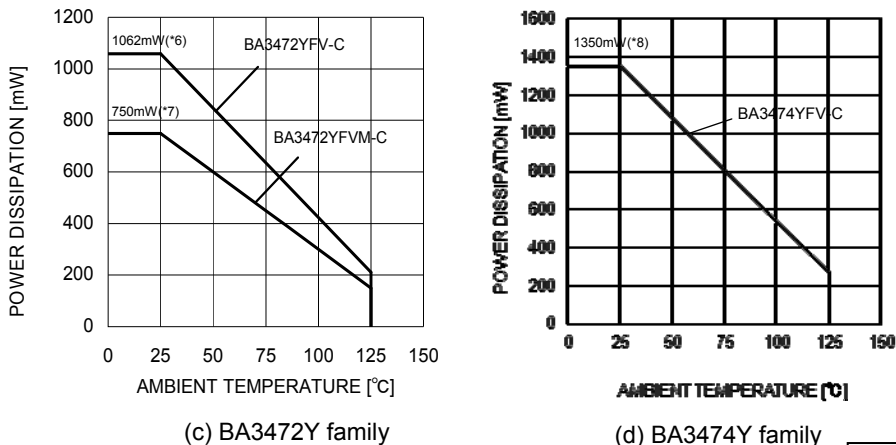 POWER DISSIPATION [mW]
1200
1000
800
600
400
200
0
1062mW(*6)
750mW(*7)
BA3472YFV-C
BA3472YFVM-C
0 25 50 75 100 125 150
AMBIENT TEMPERATURE [℃]
(c) BA3472Y family
POWER DISSIPATION [mW]
1600
1400
1200
1000
800
600
400
200
0
1350mW(*8)
BA3474YFV-C
0 25 50 75 100 125 150
AMBIENT TEMPERATURE [℃]
(d) BA3474Y family